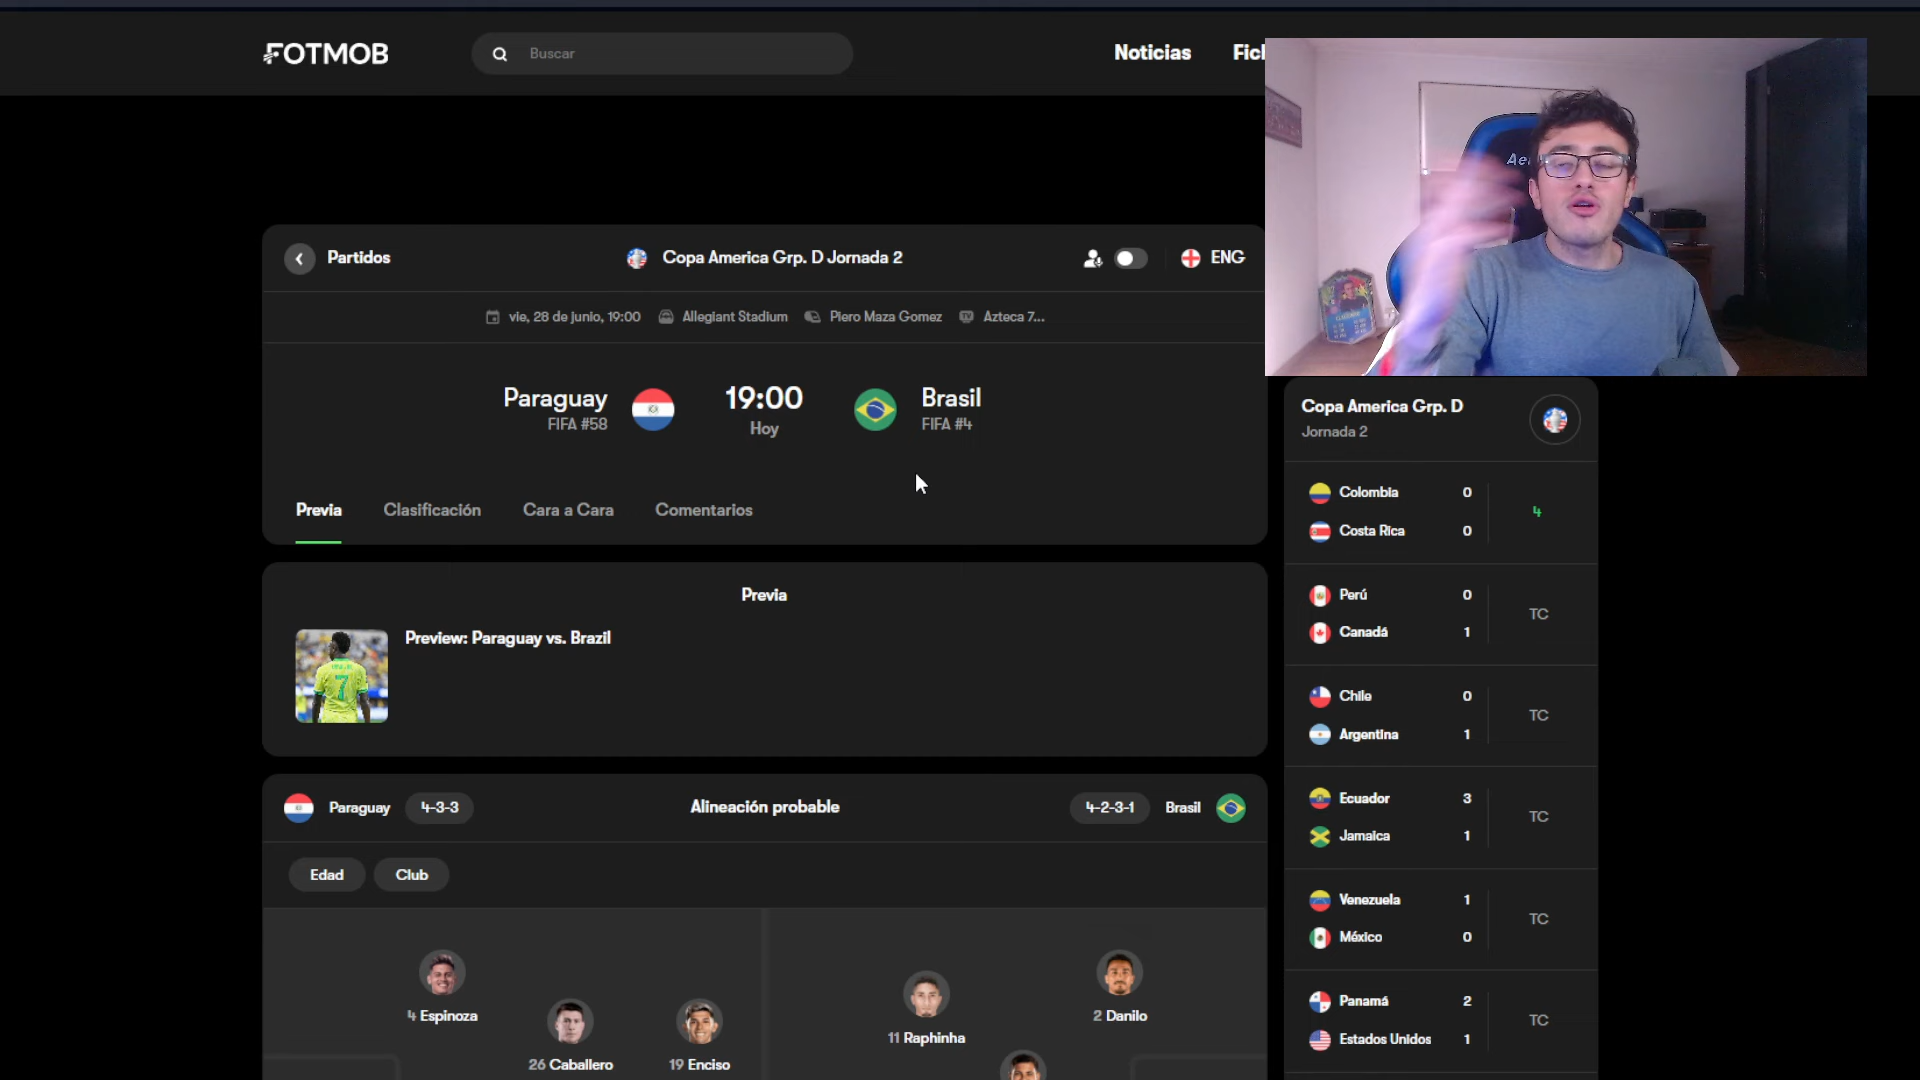 FOTMOB
Buscar
Noticias
Fich
Ae
Partidos
Copa America Grp. D Jornada 2
ENG
vie, 28 de junio, 19:00
Allegiant Stadium
Piero Maza Gomez
Azteca 7...
Paraguay
FIFA #58
19:00
Hoy
Brasil
FIFA #4
Previa
Clasificación
Cara a Cara
Comentarios
Previa
Preview: Paraguay vs. Brazil
7
Paraguay
4-3-3
Alineación probable
4-2-3-1
Brasil
Edad
Club
4 Espinoza
26 Caballero
19 Enciso
11 Raphinha
2 Danilo
Copa America Grp. D
Jornada 2
Colombia 0
Costa Rica 0
4
Perú 0
Canadá 1
TC
Chile 0
Argentina 1
TC
Ecuador 3
Jamaica 1
TC
Venezuela 1
México 0
TC
Panamá 2
Estados Unidos 1
TC